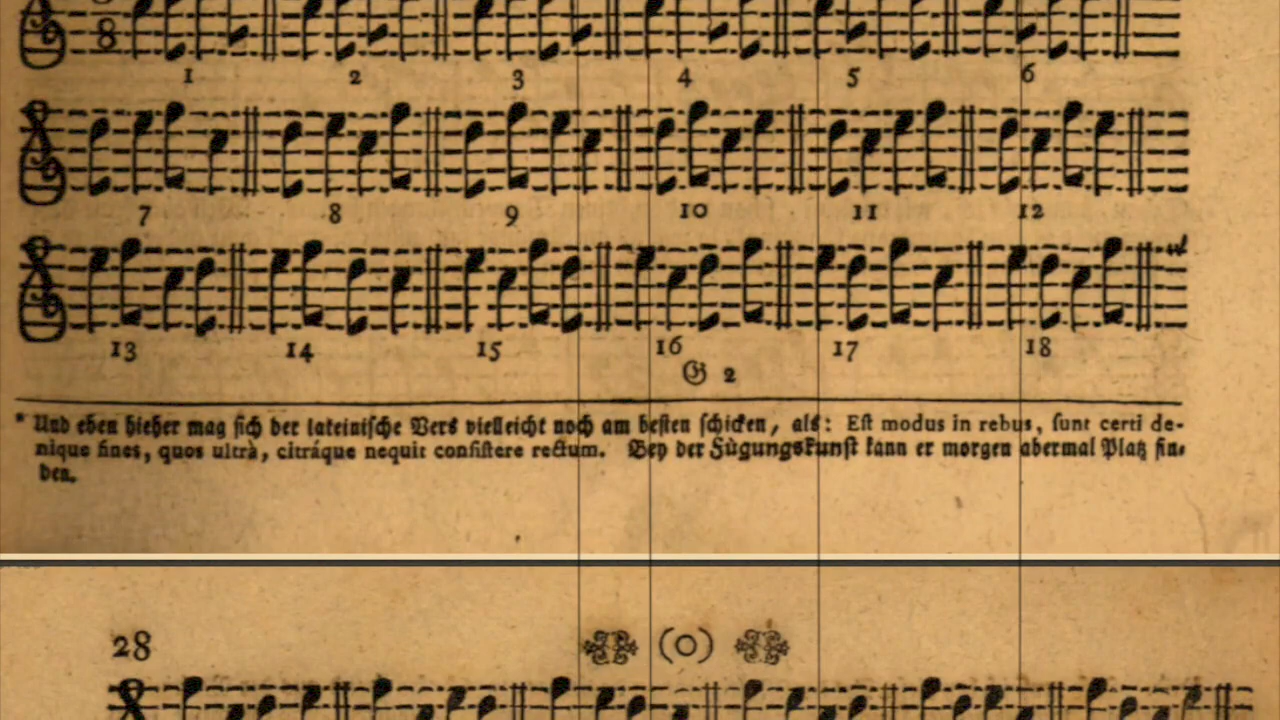 8
1 2 3 4 5 6
7 8 9 10 11 12
13 14 15 16 17 18
G 2
* Und eben hieher mag sich der lateinische Vers vielleicht noch am besten schicken, als: Eſt modus in rebus, ſunt certi de-
nique fines, quos ultrà, citráque nequit conſiſtere rectum. Bey der Fügungskunst kann er morgen abermal Platz fin-
den.
28 (O)